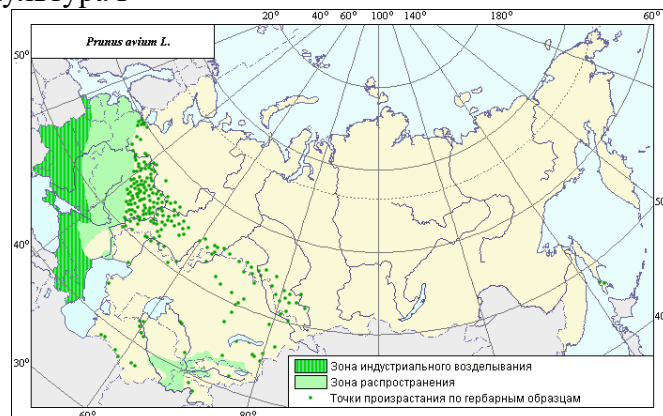 20° 40° 60° 100° 140° 180° 60°
Prunus avium L.
50°
50°
40°
40°
30°
60° 80°
Зона индустриального возделывания
Зона распространения
Точки произрастания по гербарным образцам